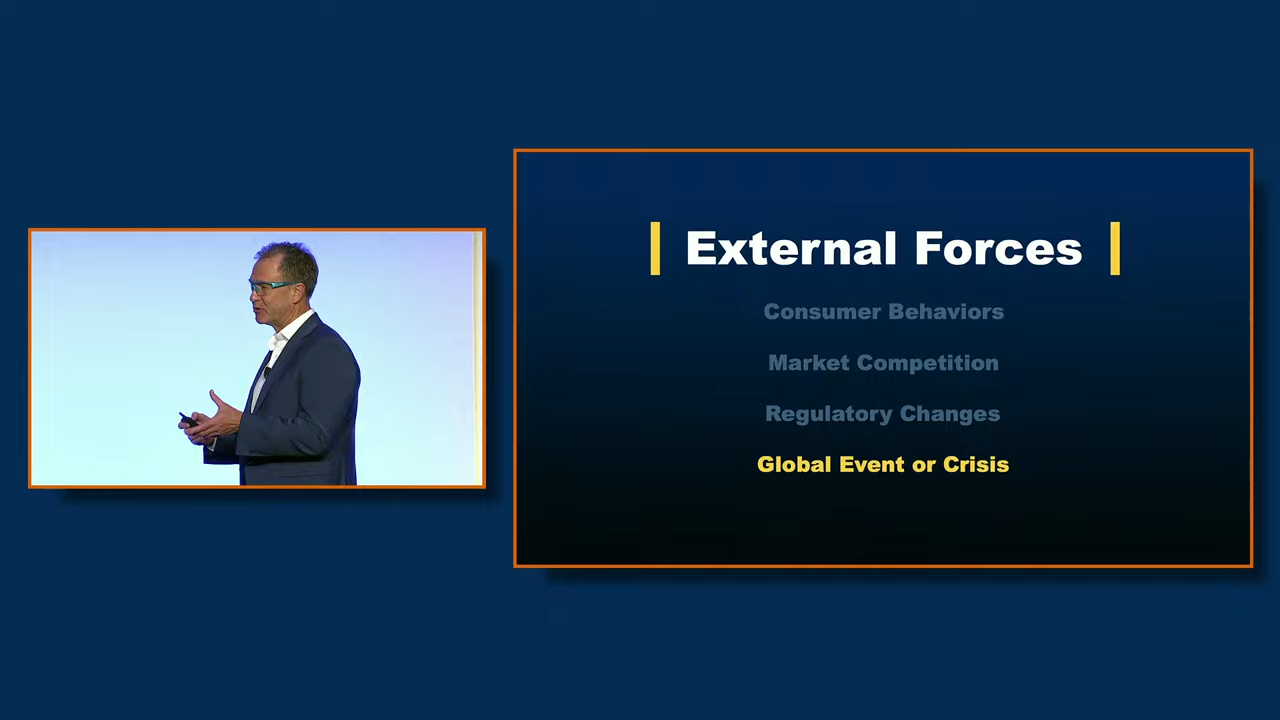 External Forces
Consumer Behaviors
Market Competition
Regulatory Changes
Global Event or Crisis